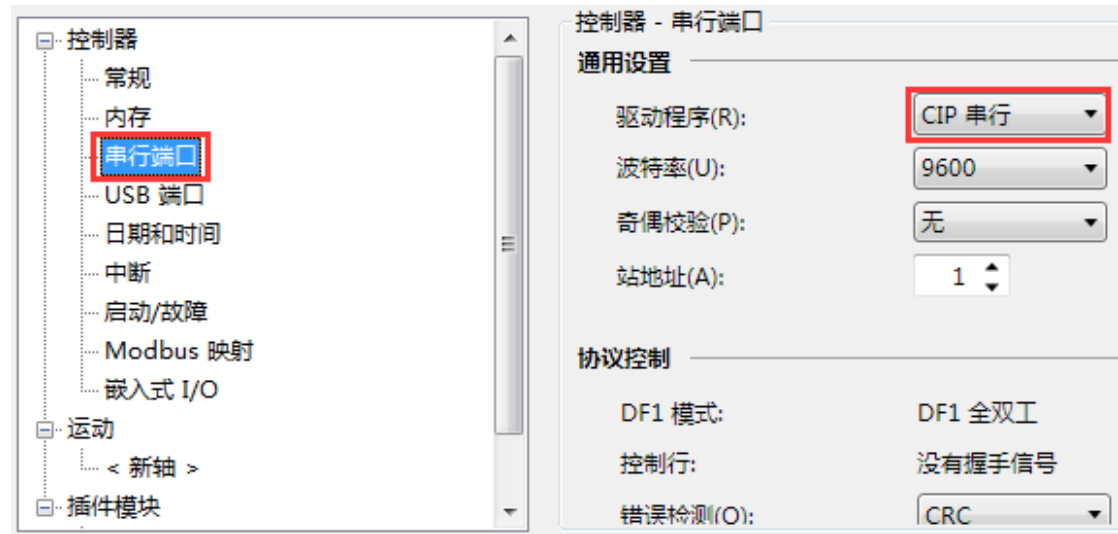 控制器
常规
内存
串行端口
USB 端口
日期和时间
中断
启动/故障
Modbus 映射
嵌入式 I/O
运动
< 新轴 >
插件模块
控制器 - 串行端口
通用设置
驱动程序(R): CIP 串行
波特率(U): 9600
奇偶校验(P): 无
站地址(A): 1
协议控制
DF1 模式: DF1 全双工
控制行: 没有握手信号
错误检测(O): CRC